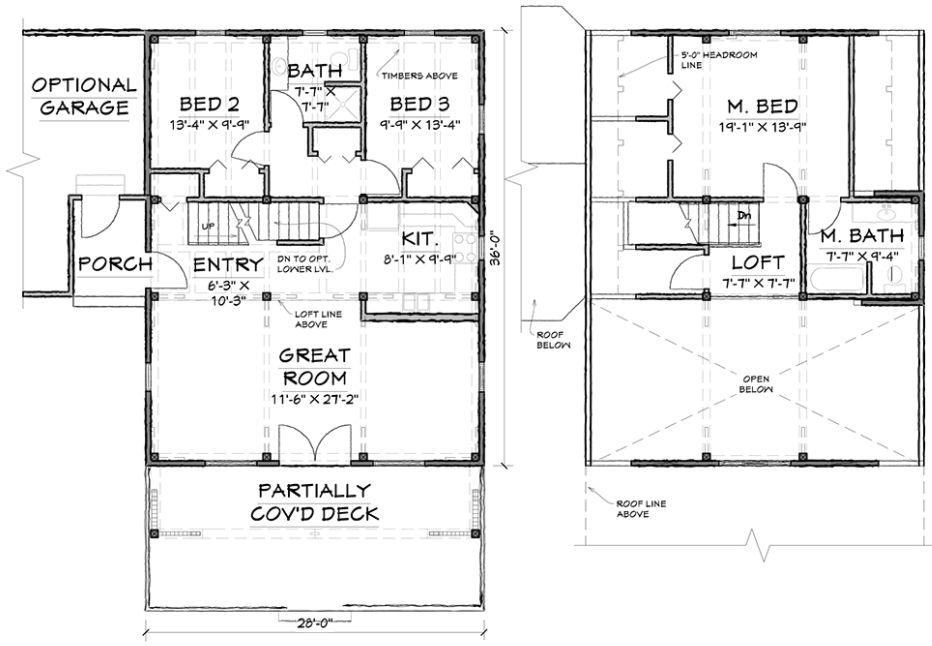 OPTIONAL
GARAGE
BED 2
13'-4" X 9'-9"
BATH
7'-7" X
7'-7"
TIMBERS ABOVE
BED 3
9'-9" X 13'-4"
UP
PORCH
ENTRY
6'-3" X
10'-3"
DN TO OPT.
LOWER LVL.
KIT.
8'-1" X 9'-9"
LOFT LINE
ABOVE
GREAT
ROOM
11'-6" X 27'-2"
36'-0"
PARTIALLY
COV'D DECK
28'-0"
5'-0" HEADROOM
LINE
M. BED
19'-1" X 13'-9"
Dn
M. BATH
7'-7" X 9'-4"
LOFT
7'-7" X 7'-7"
ROOF
BELOW
OPEN
BELOW
ROOF LINE
ABOVE